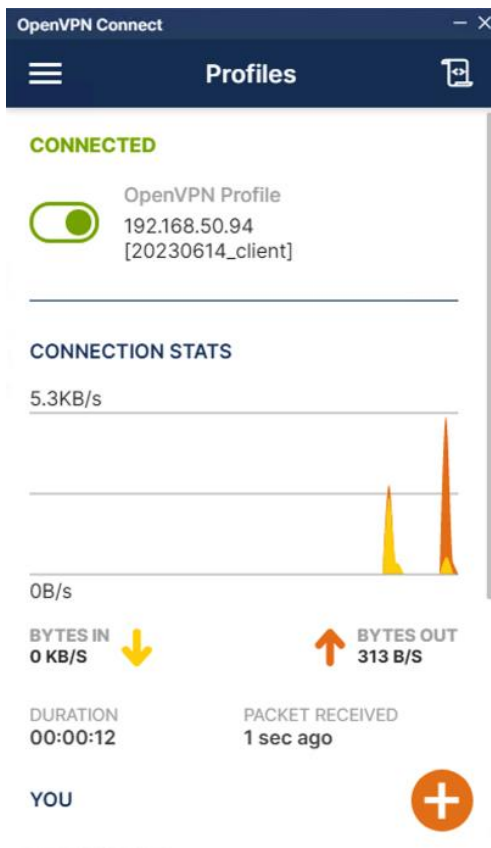 OpenVPN Connect
Profiles
CONNECTED
OpenVPN Profile
192.168.50.94
[20230614_client]
CONNECTION STATS
5.3KB/s
0B/s
BYTES IN
0 KB/S
BYTES OUT
313 B/S
DURATION
00:00:12
PACKET RECEIVED
1 sec ago
YOU